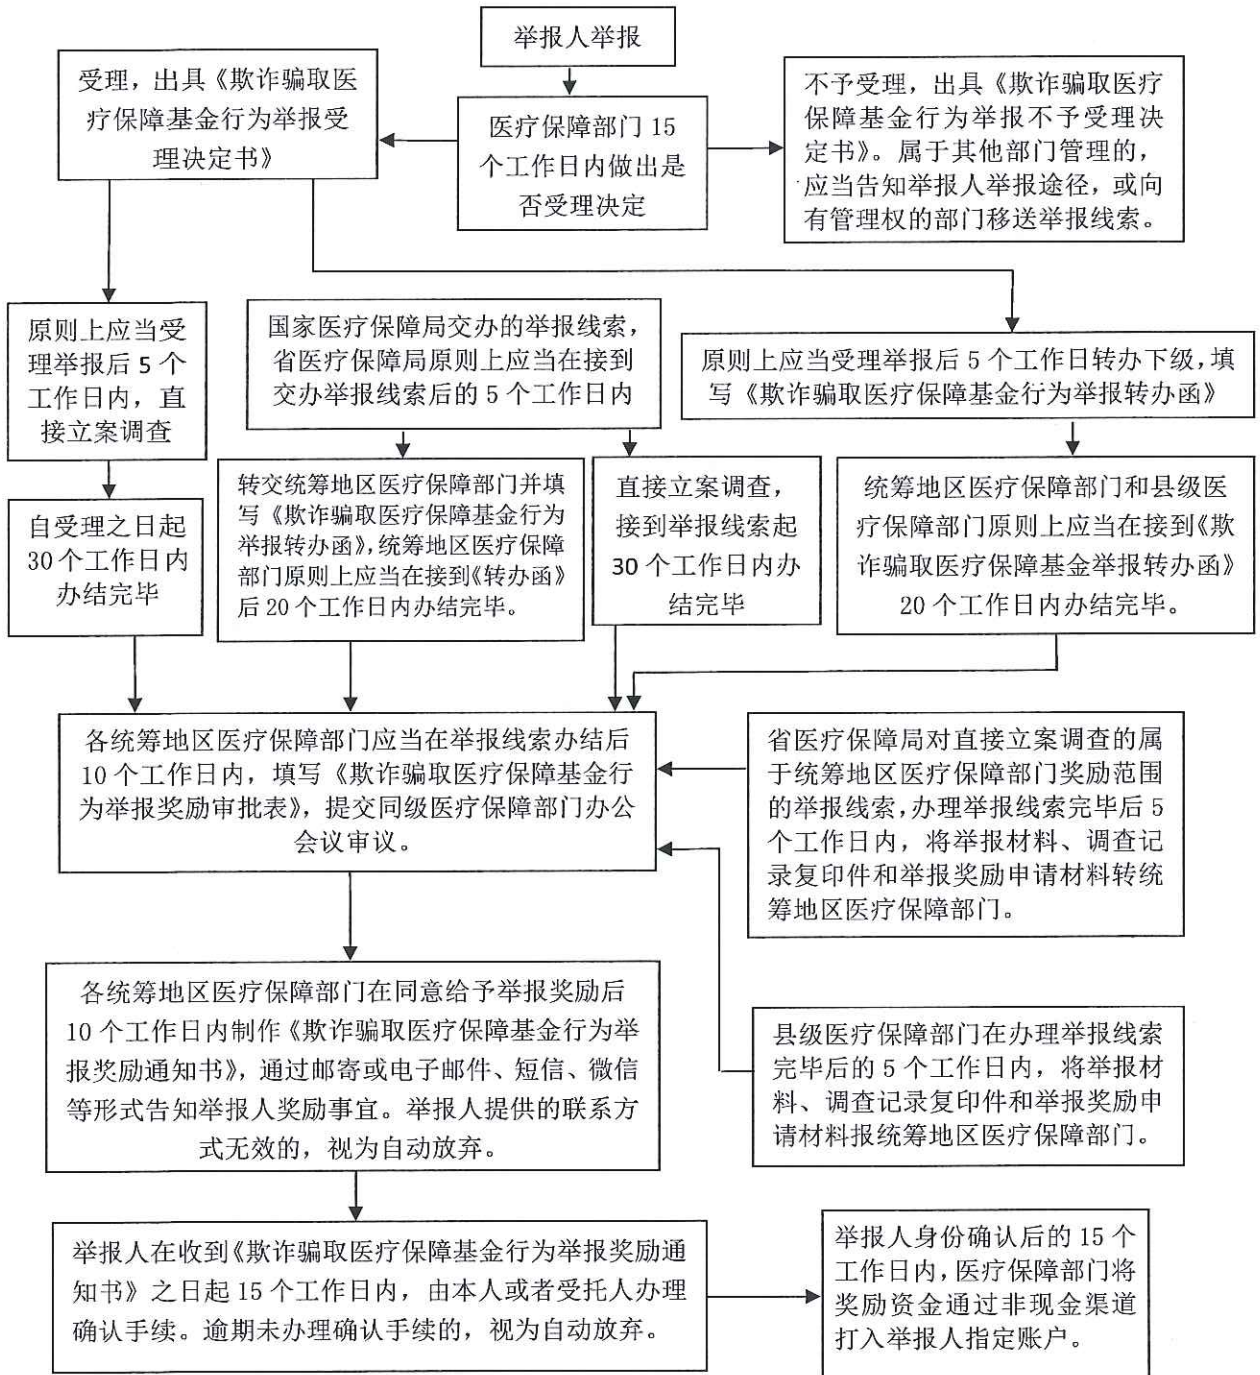 举报人举报
受理，出具《欺诈骗取医
疗保障基金行为举报受
理决定书》
医疗保障部门 15
个工作日内做出是
否受理决定
不予受理，出具《欺诈骗取医疗
保障基金行为举报不予受理决
定书》。属于其他部门管理的，
应当告知举报人举报途径，或向
有管理权的部门移送举报线索。
原则上应当受
理举报后 5 个
工作日内，直
接立案调查
国家医疗保障局交办的举报线索，
省医疗保障局原则上应当在接到
交办举报线索后的 5 个工作日内
原则上应当受理举报后 5 个工作日转办下级，填
写《欺诈骗取医疗保障基金行为举报转办函》
自受理之日起
30 个工作日内
办结完毕
转交统筹地区医疗保障部门并填
写《欺诈骗取医疗保障基金行为
举报转办函》，统筹地区医疗保障
部门原则上应当在接到《转办函》
后 20 个工作日内办结完毕。
直接立案调查，
接到举报线索起
30 个工作日内办
结完毕
统筹地区医疗保障部门和县级医
疗保障部门原则上应当在接到《欺
诈骗取医疗保障基金举报转办函》
20 个工作日内办结完毕。
各统筹地区医疗保障部门应当在举报线索办结后
10 个工作日内，填写《欺诈骗取医疗保障基金行
为举报奖励审批表》，提交同级医疗保障部门办公
会议审议。
省医疗保障局对直接立案调查的属
于统筹地区医疗保障部门奖励范围
的举报线索，办理举报线索完毕后 5
个工作日内，将举报材料、调查记
录复印件和举报奖励申请材料转统
筹地区医疗保障部门。
各统筹地区医疗保障部门在同意给予举报奖励后
10 个工作日内制作《欺诈骗取医疗保障基金行为举
报奖励通知书》，通过邮寄或电子邮件、短信、微信
等形式告知举报人奖励事宜。举报人提供的联系方
式无效的，视为自动放弃。
县级医疗保障部门在办理举报线索
完毕后的 5 个工作日内，将举报材
料、调查记录复印件和举报奖励申
请材料报统筹地区医疗保障部门。
举报人在收到《欺诈骗取医疗保障基金行为举报奖励通
知书》之日起 15 个工作日内，由本人或者受托人办理
确认手续。逾期未办理确认手续的，视为自动放弃。
举报人身份确认后的 15 个
工作日内，医疗保障部门将
奖励资金通过非现金渠道
打入举报人指定账户。